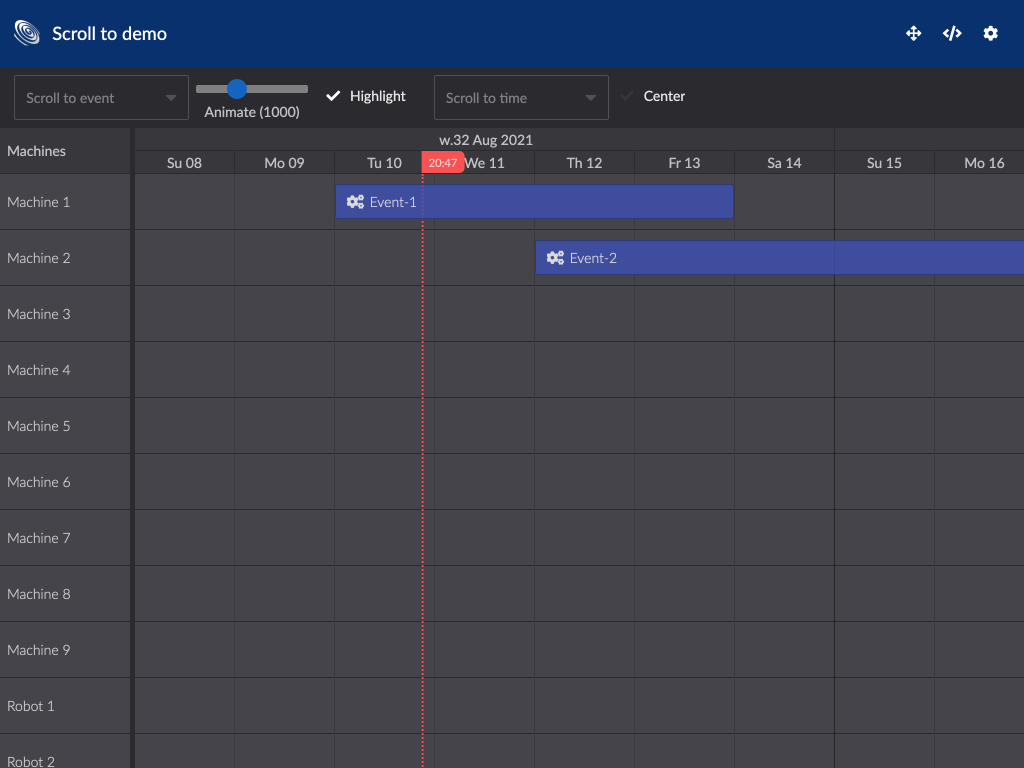 Scroll to demo
Scroll to event
Animate (1000)
Highlight
Scroll to time
Center
Machines
w.32 Aug 2021
Su 08 Mo 09 Tu 10 20:47 We 11 Th 12 Fr 13 Sa 14 Su 15 Mo 16
Machine 1 Event-1
Machine 2 Event-2
Machine 3
Machine 4
Machine 5
Machine 6
Machine 7
Machine 8
Machine 9
Robot 1
Robot 2